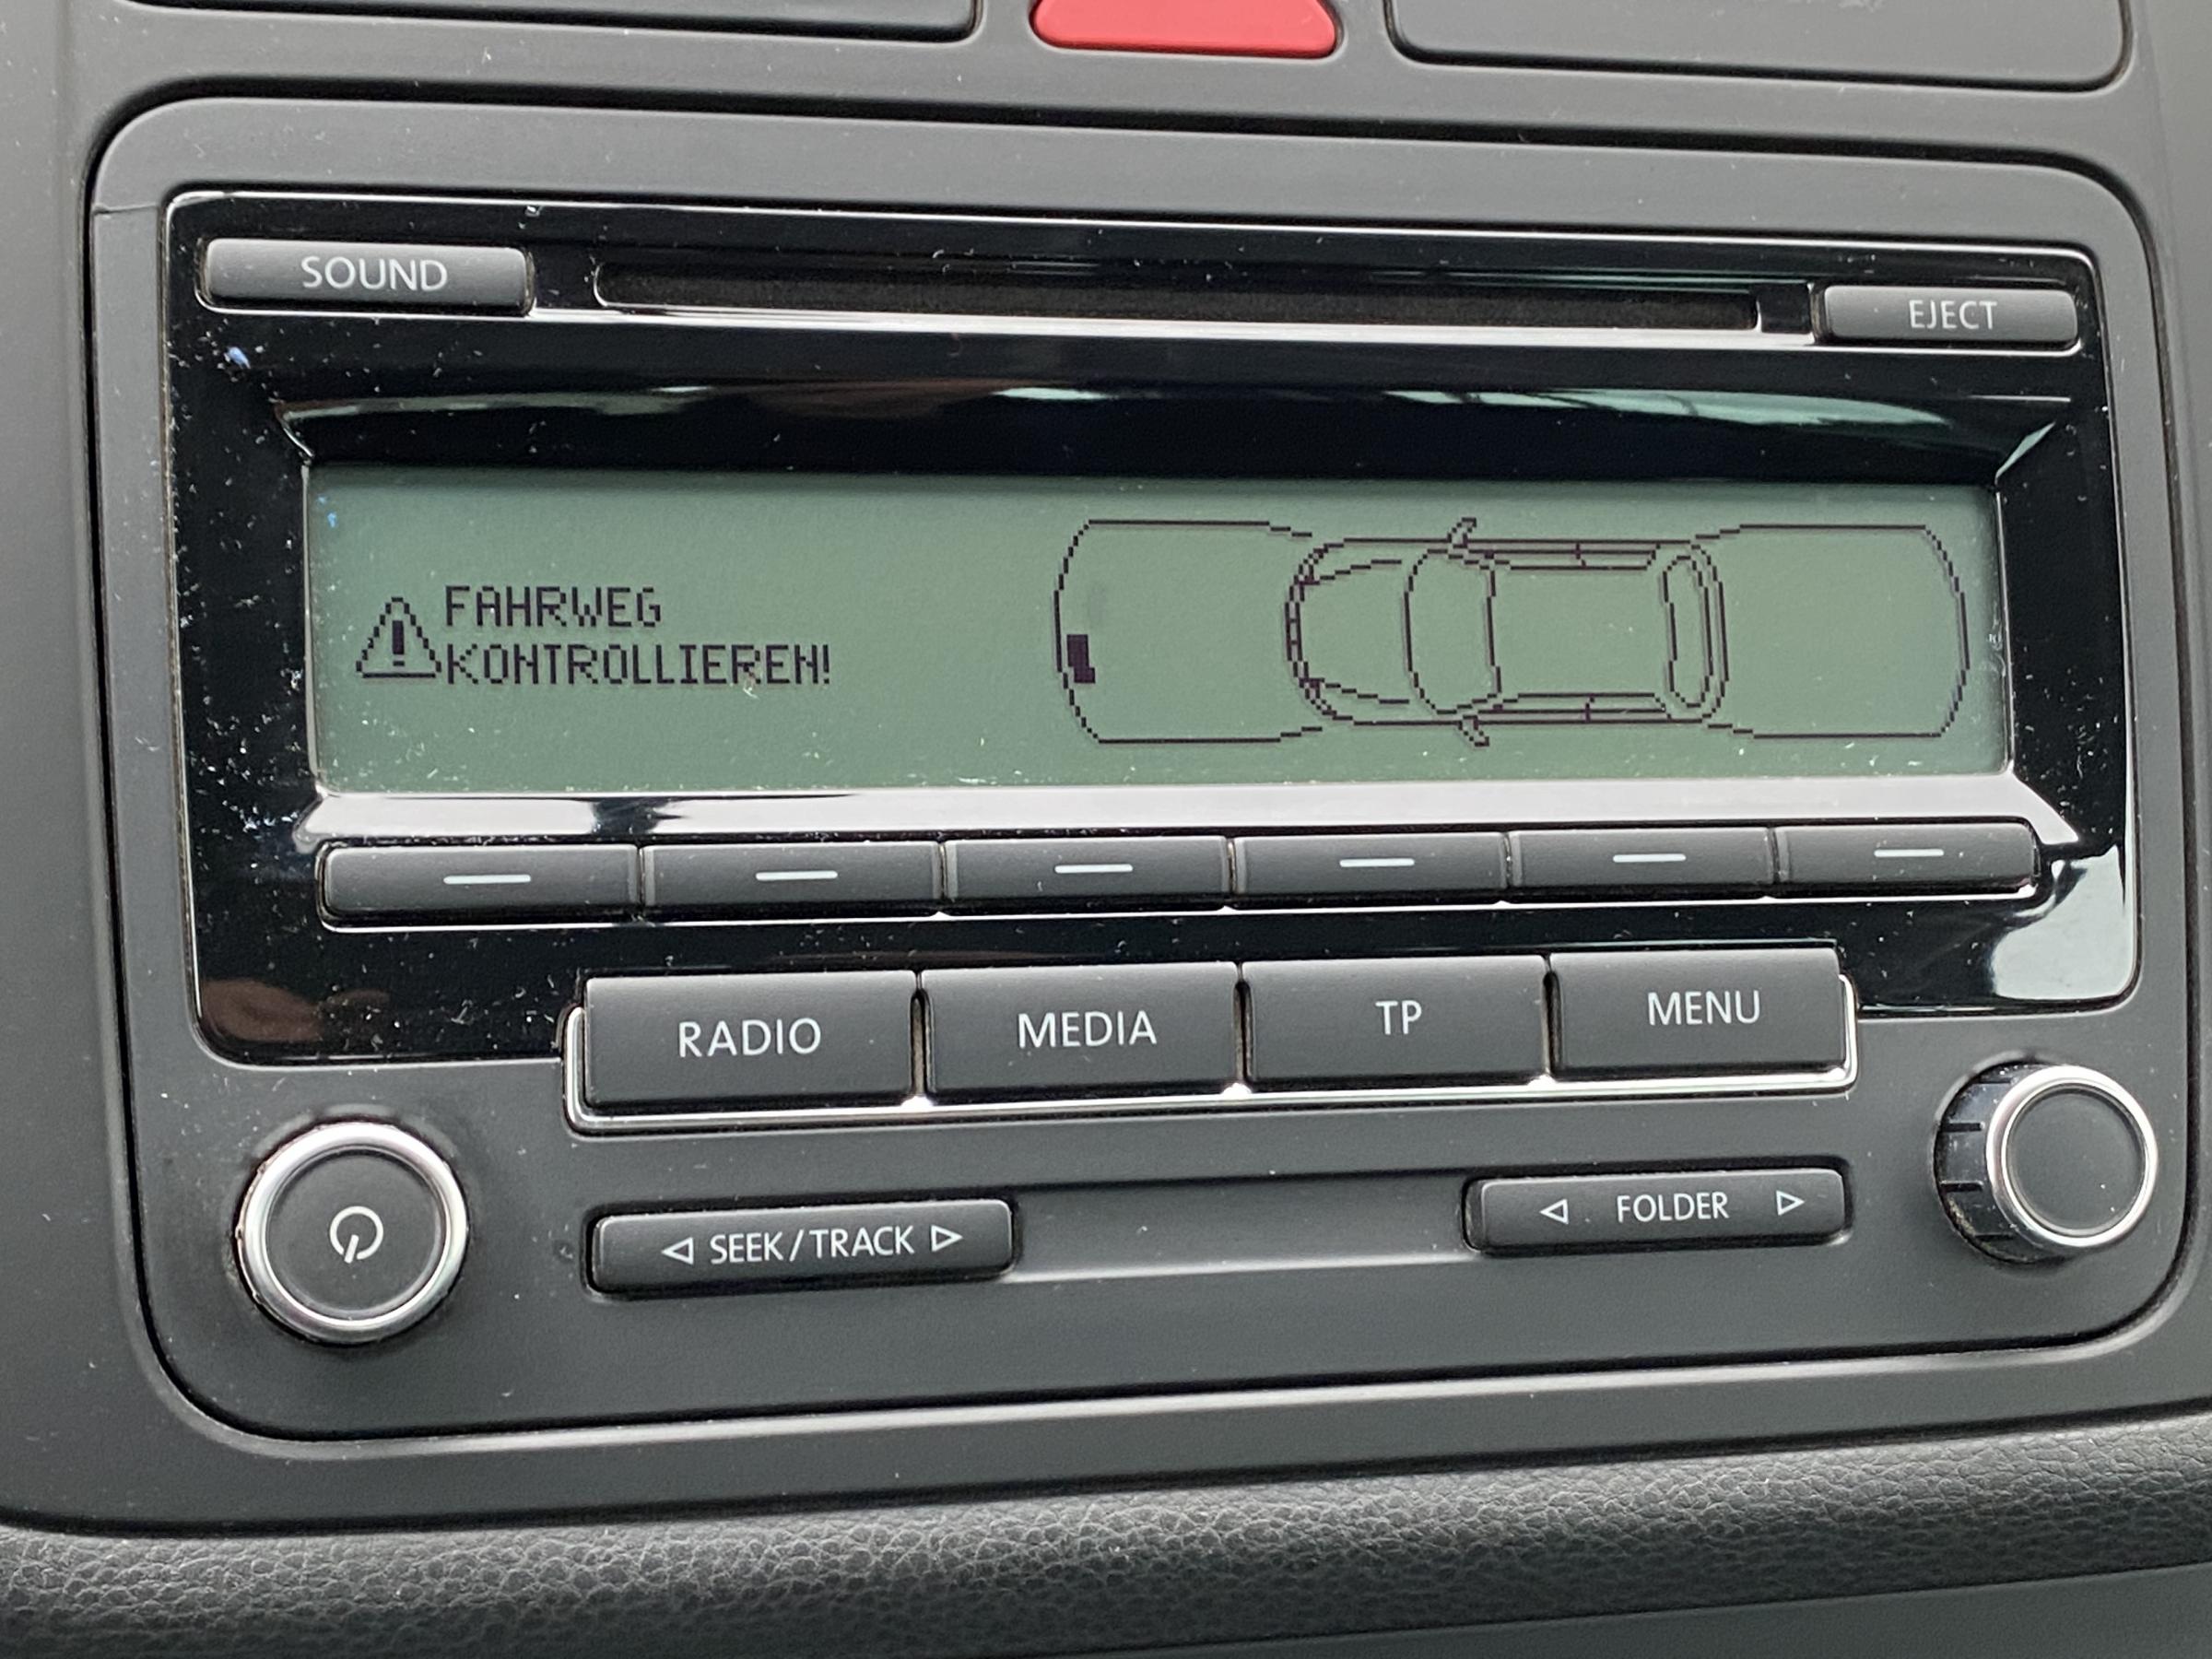 SOUND
EJECT
FAHRWEG
KONTROLLIEREN!
RADIO
MEDIA
TP
MENU
SEEK/TRACK
FOLDER